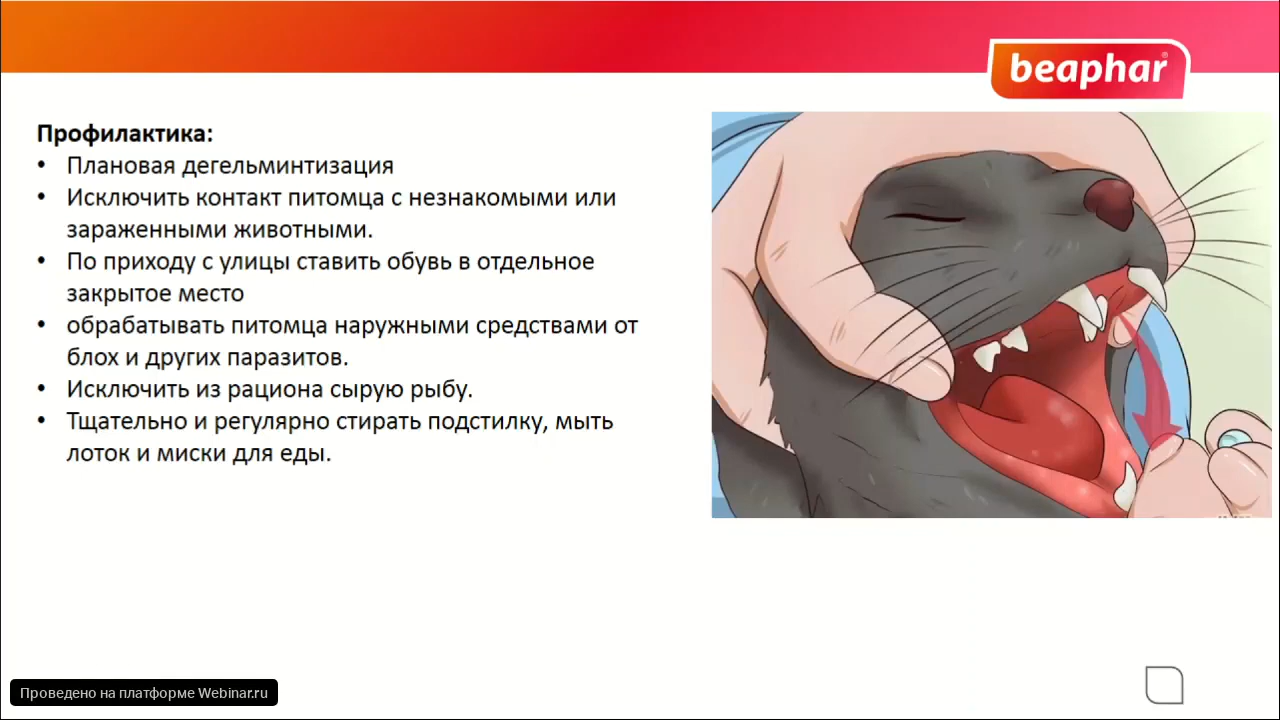 beaphar
Профилактика:
• Плановая дегельминтизация
• Исключить контакт питомца с незнакомыми или
зараженными животными.
• По приходу с улицы ставить обувь в отдельное
закрытое место
• обрабатывать питомца наружными средствами от
блох и других паразитов.
• Исключить из рациона сырую рыбу.
• Тщательно и регулярно стирать подстилку, мыть
лоток и миски для еды.
Проведено на платформе Webinar.ru